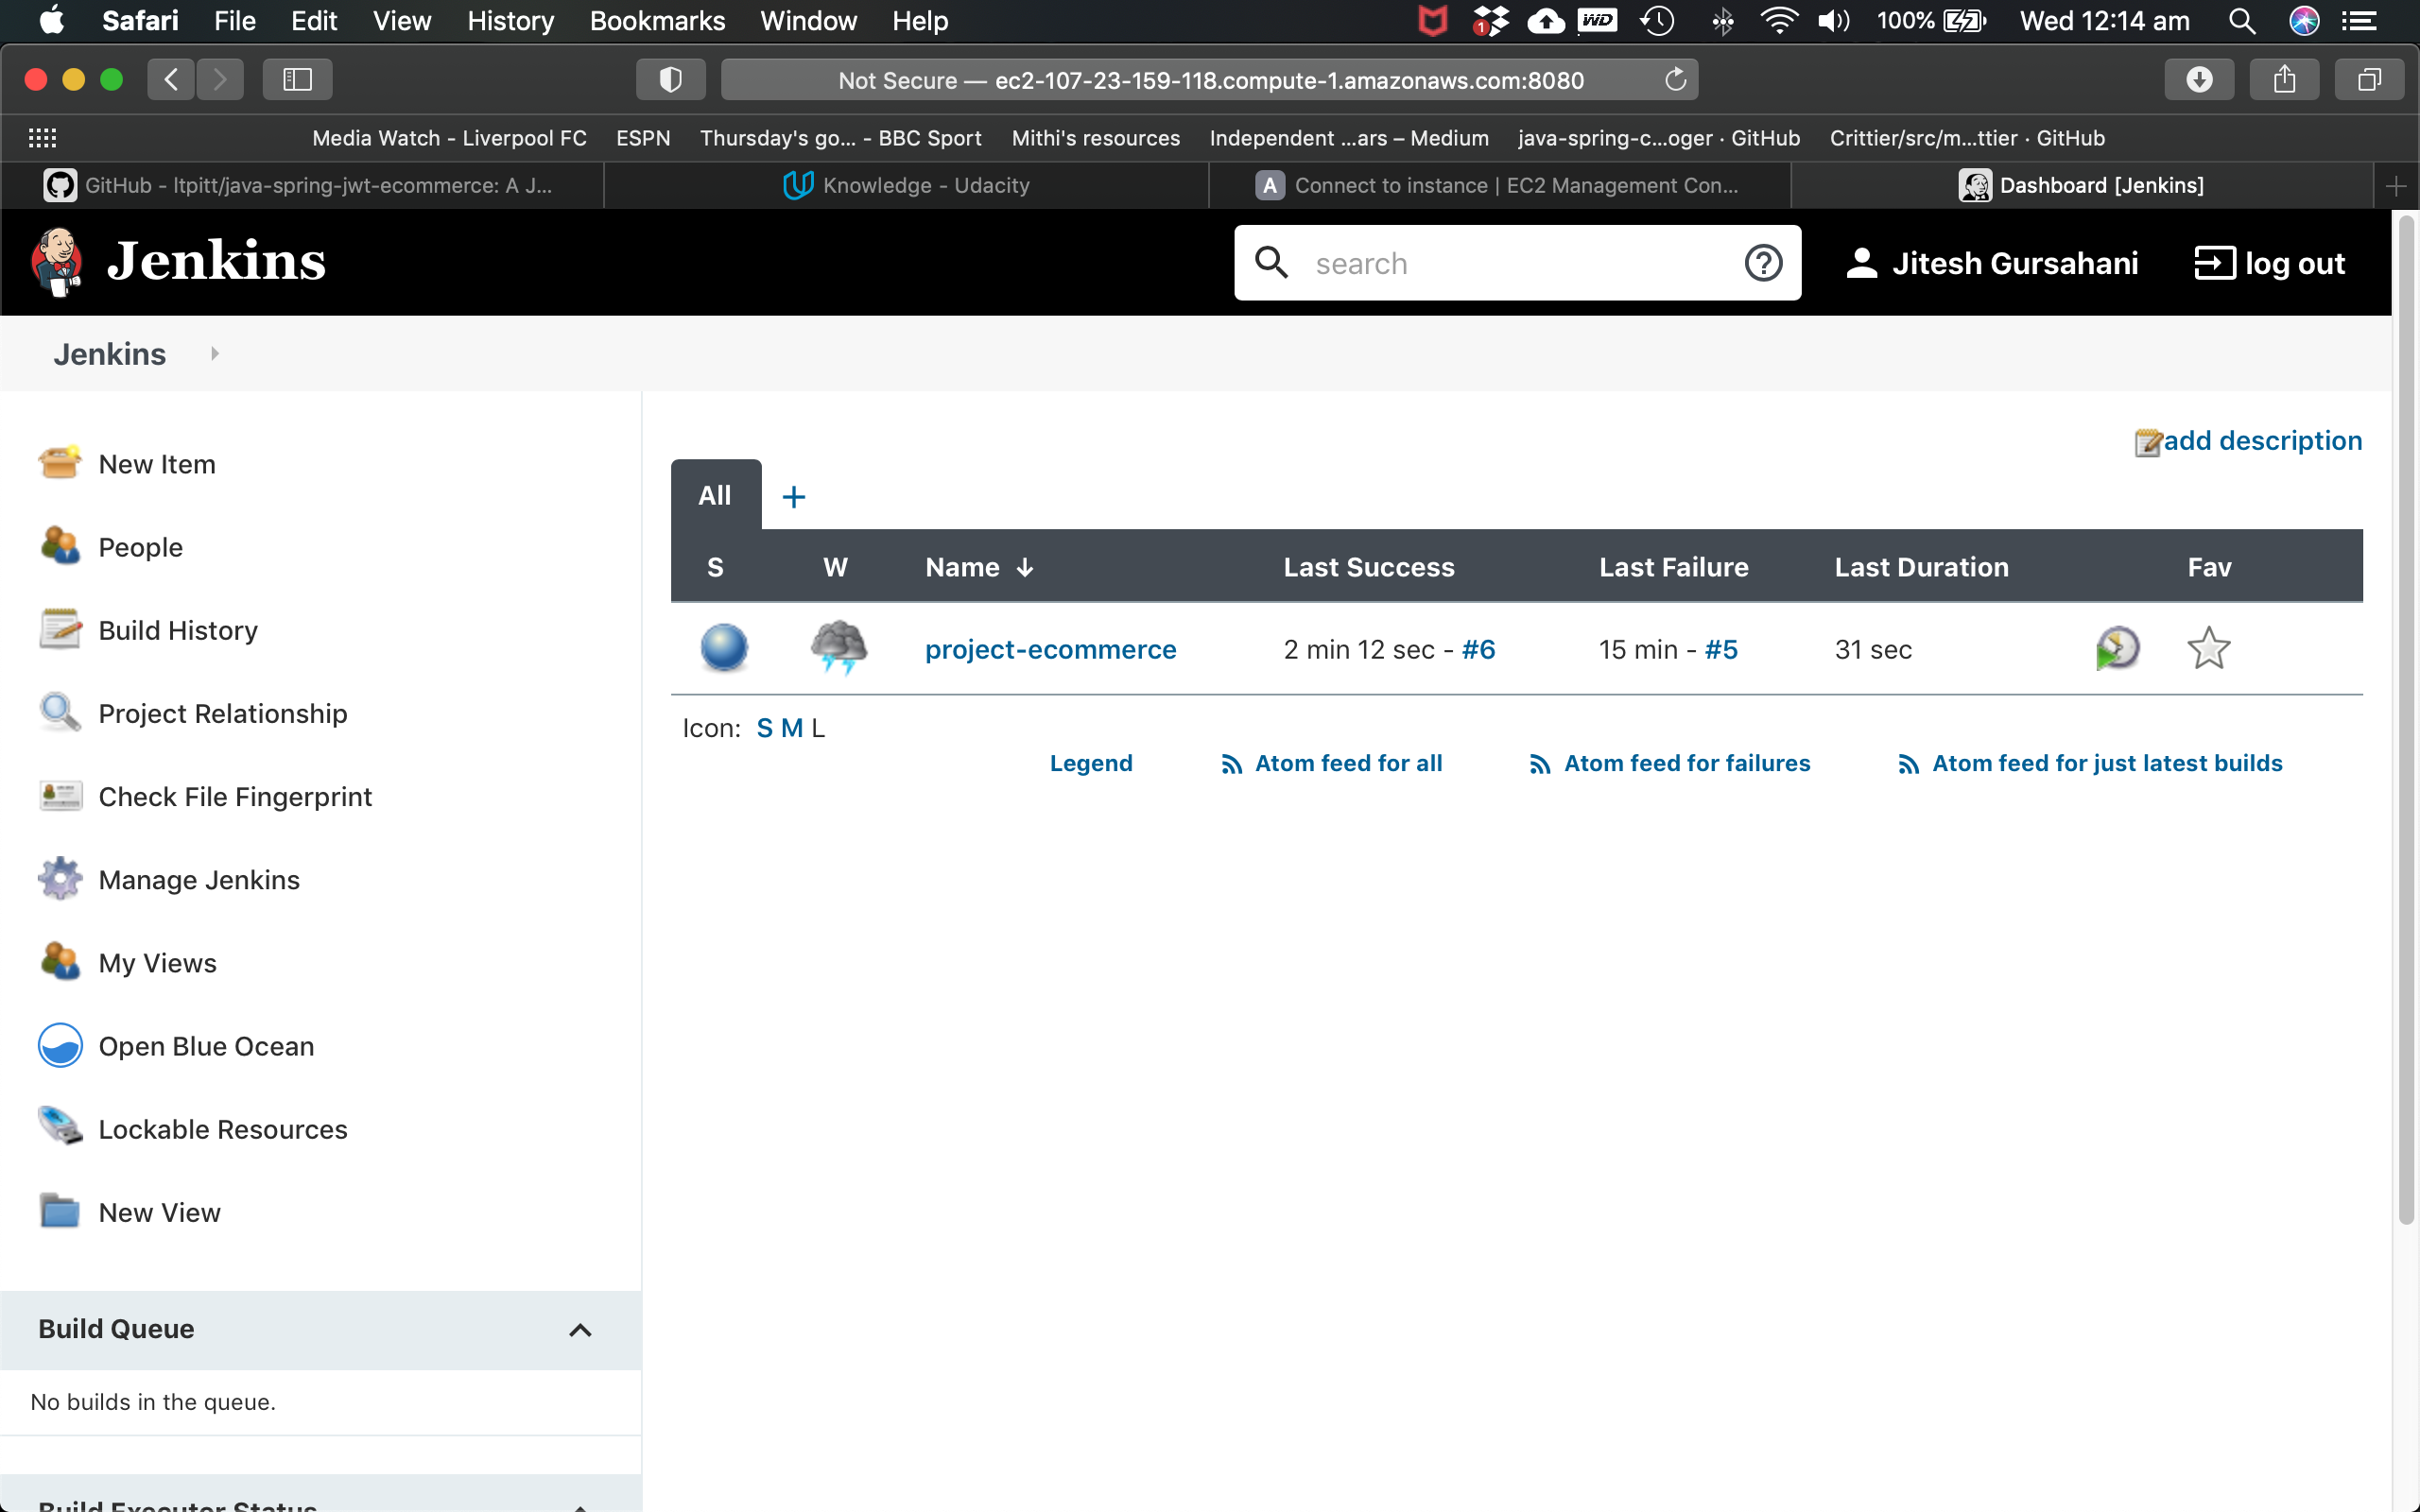 Safari File Edit View History Bookmarks Window Help 1 WD 100% Wed 12:14 am
Not Secure — ec2-107-23-159-118.compute-1.amazonaws.com:8080
Media Watch - Liverpool FC ESPN Thursday's go... - BBC Sport Mithi's resources Independent ...ars – Medium java-spring-c...oger · GitHub Crittier/src/m...ttier · GitHub
GitHub - ltpitt/java-spring-jwt-ecommerce: A J... Knowledge - Udacity A Connect to instance | EC2 Management Con... Dashboard [Jenkins]
Jenkins search Jitesh Gursahani log out
Jenkins
add description
New Item
People
Build History
Project Relationship
Check File Fingerprint
Manage Jenkins
My Views
Open Blue Ocean
Lockable Resources
New View
Build Queue
No builds in the queue.
Build Executor Status
All +
S W Name ↓ Last Success Last Failure Last Duration Fav
project-ecommerce 2 min 12 sec - #6 15 min - #5 31 sec
Icon: S M L
Legend Atom feed for all Atom feed for failures Atom feed for just latest builds